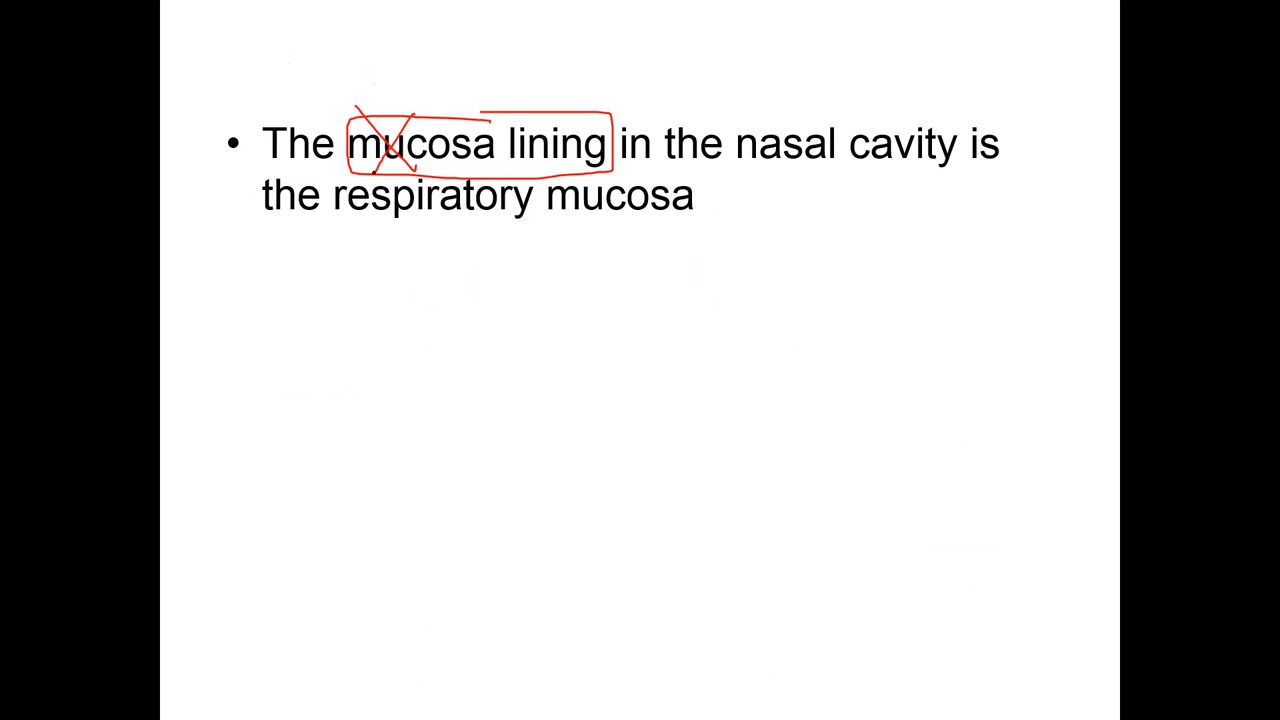 • The mucosa lining in the nasal cavity is
the respiratory mucosa